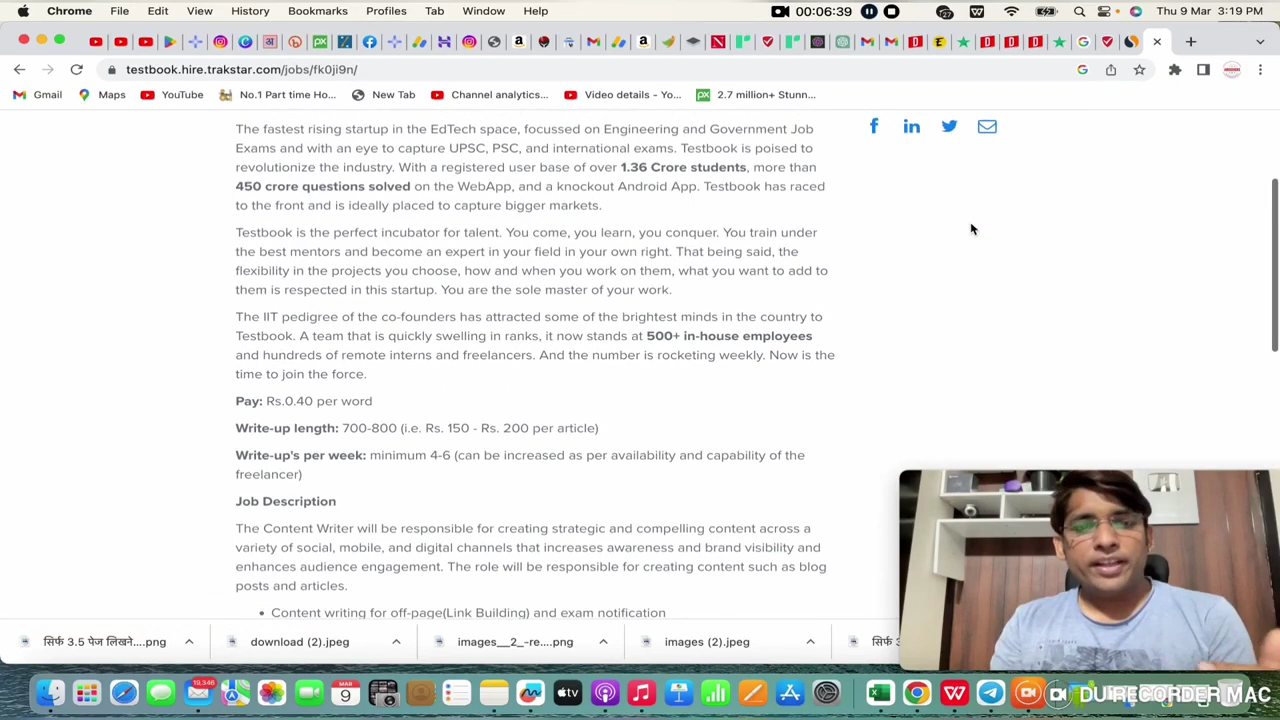 Chrome File Edit View History Bookmarks Profiles Tab Window Help 00:06:39 27 Thu 9 Mar 3:19 PM
testbook.hire.trakstar.com/jobs/fk0ji9n/
Gmail Maps YouTube No.1 Part time Ho... New Tab Channel analytics... Video details - Yo... 2.7 million+ Stunn...
The fastest rising startup in the EdTech space, focussed on Engineering and Government Job
Exams and with an eye to capture UPSC, PSC, and international exams. Testbook is poised to
revolutionize the industry. With a registered user base of over 1.36 Crore students, more than
450 crore questions solved on the WebApp, and a knockout Android App. Testbook has raced
to the front and is ideally placed to capture bigger markets.
Testbook is the perfect incubator for talent. You come, you learn, you conquer. You train under
the best mentors and become an expert in your field in your own right. That being said, the
flexibility in the projects you choose, how and when you work on them, what you want to add to
them is respected in this startup. You are the sole master of your work.
The IIT pedigree of the co-founders has attracted some of the brightest minds in the country to
Testbook. A team that is quickly swelling in ranks, it now stands at 500+ in-house employees
and hundreds of remote interns and freelancers. And the number is rocketing weekly. Now is the
time to join the force.
Pay: Rs.0.40 per word
Write-up length: 700-800 (i.e. Rs. 150 - Rs. 200 per article)
Write-up's per week: minimum 4-6 (can be increased as per availability and capability of the
freelancer)
Job Description
The Content Writer will be responsible for creating strategic and compelling content across a
variety of social, mobile, and digital channels that increases awareness and brand visibility and
enhances audience engagement. The role will be responsible for creating content such as blog
posts and articles.
• Content writing for off-page(Link Building) and exam notification
सिर्फ 3.5 पेज लिखने....png download (2).jpeg images__2_-re....png images (2).jpeg सिर्फ 3
19,346 MAR 9 tv DU RECORDER MAC